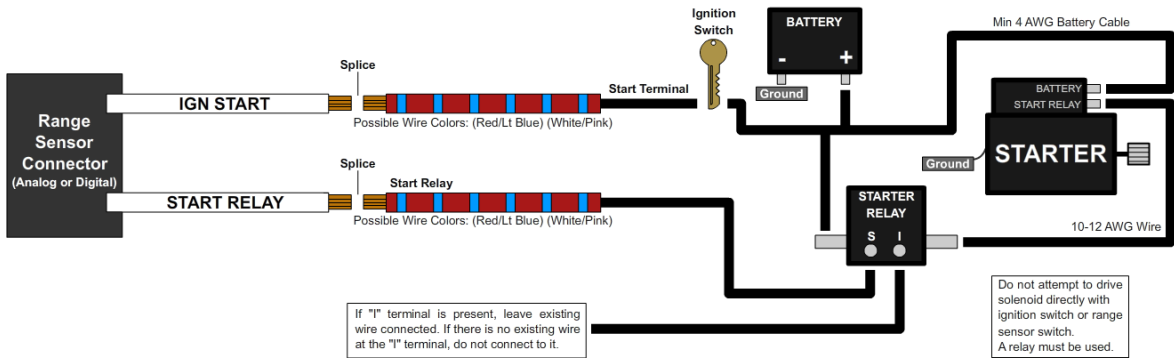 Ignition
Switch
BATTERY
- +
Ground
Min 4 AWG Battery Cable
Splice
IGN START
Start Terminal
Possible Wire Colors: (Red/Lt Blue) (White/Pink)
Range
Sensor
Connector
(Analog or Digital)
BATTERY
START RELAY
STARTER
Ground
Splice
START RELAY
Start Relay
Possible Wire Colors: (Red/Lt Blue) (White/Pink)
STARTER
RELAY
S I
10-12 AWG Wire
If "I" terminal is present, leave existing
wire connected. If there is no existing wire
at the "I" terminal, do not connect to it.
Do not attempt to drive
solenoid directly with
ignition switch or range
sensor switch.
A relay must be used.